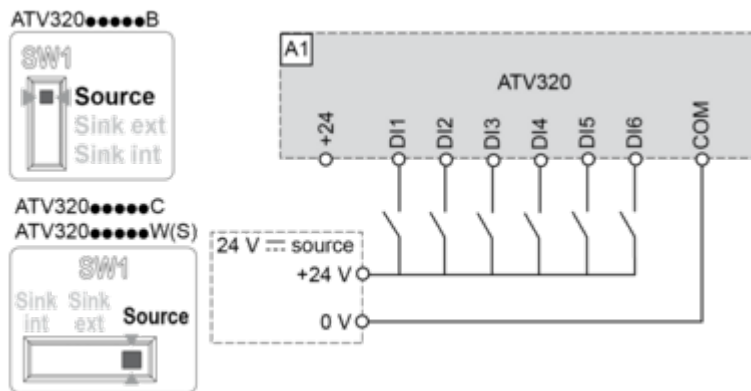 ATV320●●●●●B
SW1
Source
Sink ext
Sink int
ATV320●●●●●C
ATV320●●●●●W(S)
SW1
Sink int
Sink ext
Source
A1
ATV320
+24
DI1
DI2
DI3
DI4
DI5
DI6
COM
24 V ⎓ source
+24 V
0 V